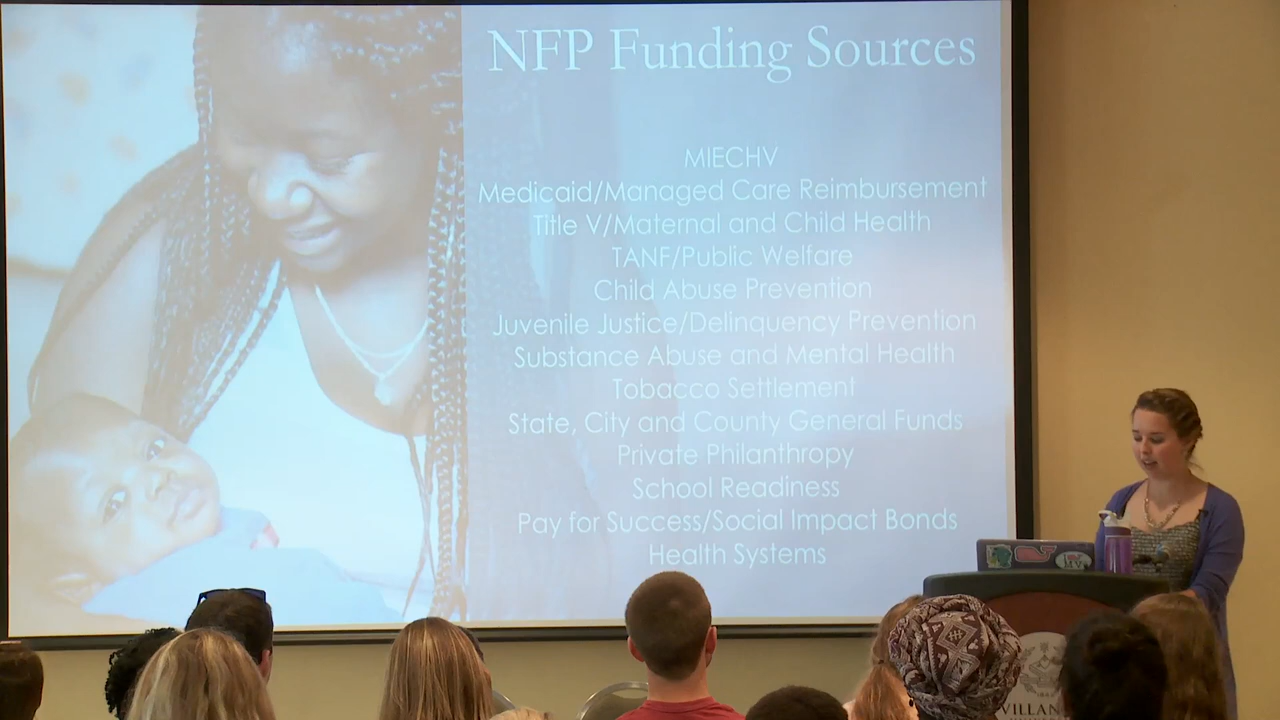 NFP Funding Sources
MIECHV
Medicaid/Managed Care Reimbursement
Title V/Maternal and Child Health
TANF/Public Welfare
Child Abuse Prevention
Juvenile Justice/Delinquency Prevention
Substance Abuse and Mental Health
Tobacco Settlement
State, City and County General Funds
Private Philanthropy
School Readiness
Pay for Success/Social Impact Bonds
Health Systems
MV
VILLAN